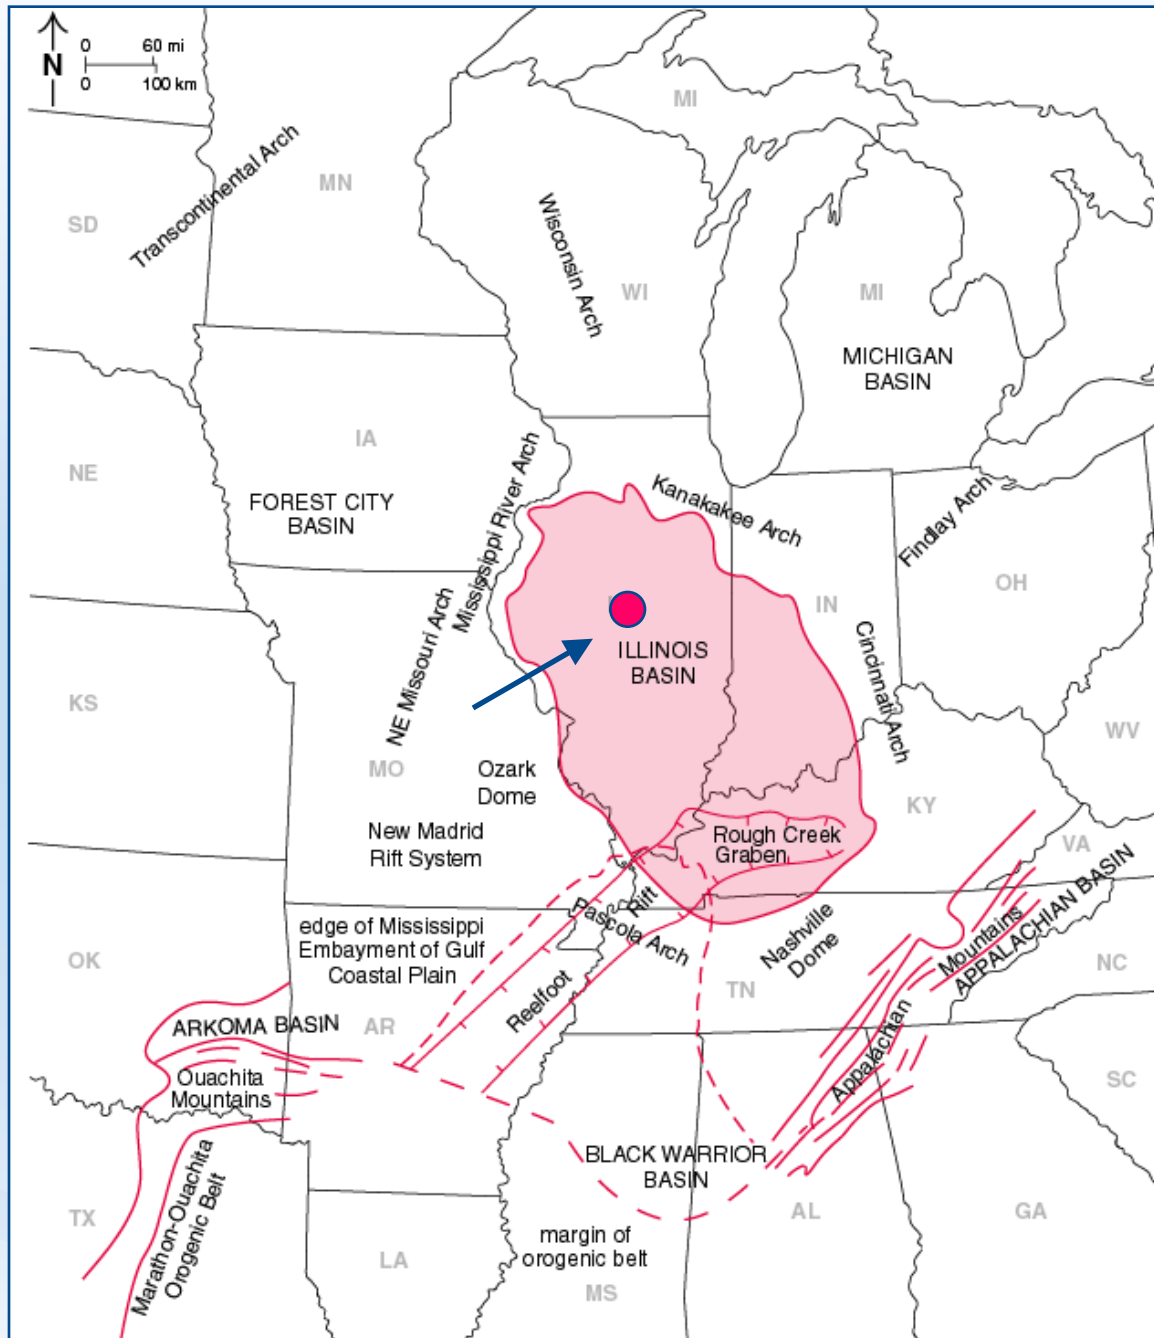 N
0 60 mi
0 100 km
MI
Transcontinental Arch
MN
SD
Wisconsin Arch
WI
MI
MICHIGAN
BASIN
IA
NE
FOREST CITY
BASIN
Mississippi River Arch
Kanakakee Arch
Findlay Arch
OH
IN
NE Missouri Arch
ILLINOIS
BASIN
Cincinnati Arch
KS
WV
MO
Ozark
Dome
KY
New Madrid
Rift System
Rough Creek
Graben
VA
edge of Mississippi
Embayment of Gulf
Coastal Plain
Rift
Pascola Arch
Nashville
Dome
Mountains
APPALACHIAN BASIN
OK
NC
TN
Reelfoot
ARKOMA BASIN
AR
Appalachian
Ouachita
Mountains
SC
BLACK WARRIOR
BASIN
Marathon-Ouachita
Orogenic Belt
TX
AL
GA
margin of
orogenic belt
LA
MS